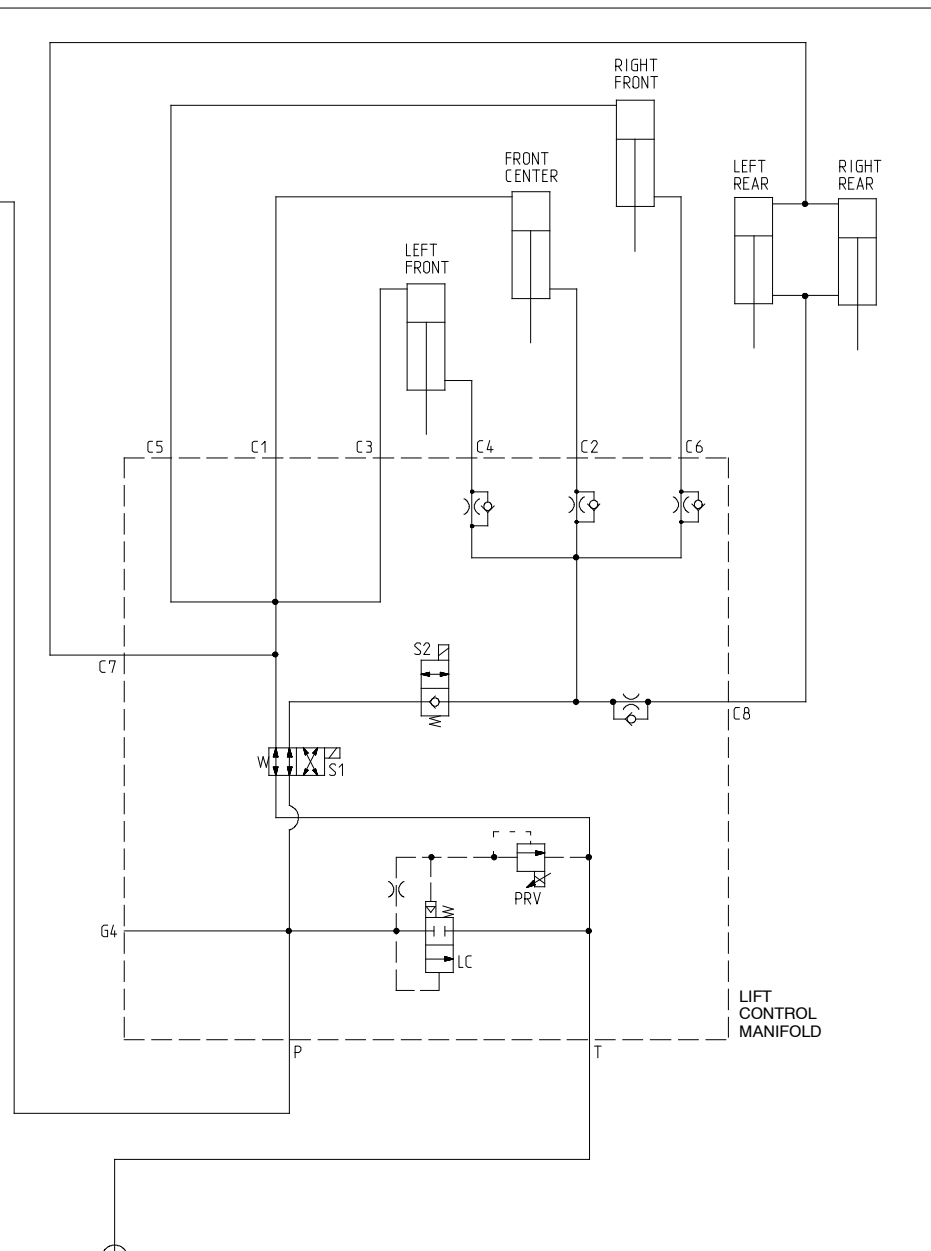 RIGHT
FRONT
FRONT
CENTER
LEFT
REAR
RIGHT
REAR
LEFT
FRONT
C5
C1
C3
C4
C2
C6
S2
C7
C8
S1
PRV
G4
LC
LIFT
CONTROL
MANIFOLD
P
T